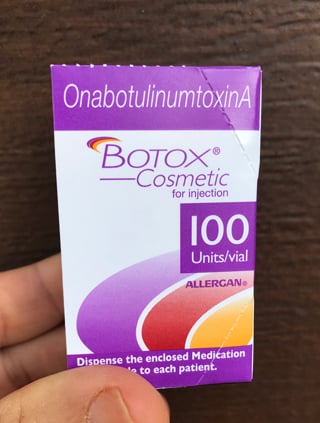 OnabotulinumtoxinA
BOTOX®
Cosmetic
for injection
100
Units/vial
ALLERGAN®
Dispense the enclosed Medication
to each patient.